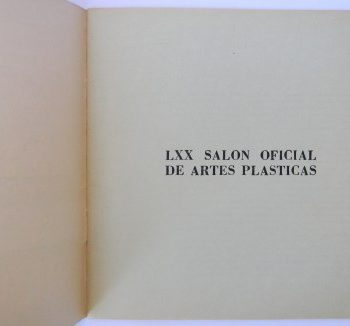 LXX SALON OFICIAL
DE ARTES PLASTICAS